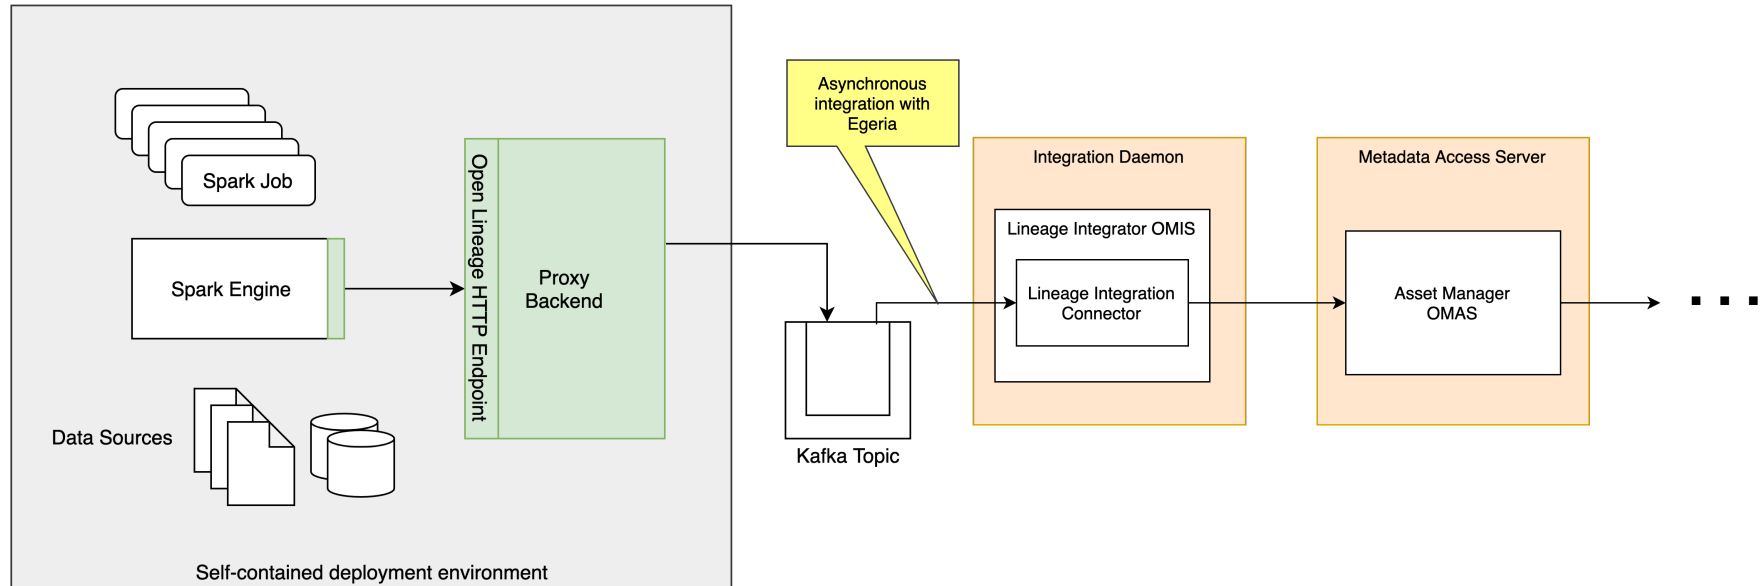 Spark Job
Spark Engine
Data Sources
Open Lineage HTTP Endpoint
Proxy
Backend
Self-contained deployment environment
Asynchronous
integration with
Egeria
Kafka Topic
Integration Daemon
Lineage Integrator OMIS
Lineage Integration
Connector
Metadata Access Server
Asset Manager
OMAS